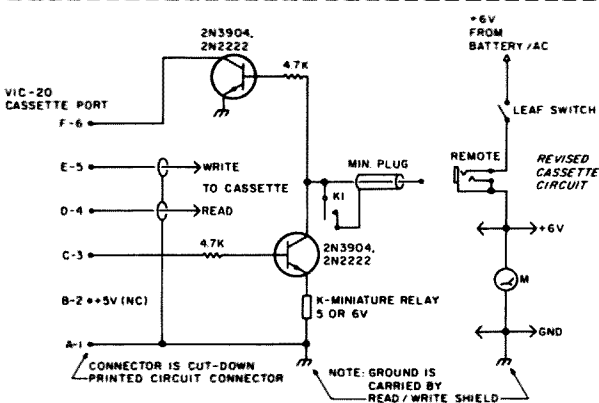 +6V
FROM
BATTERY/AC
2N3904,
2N2222
4.7K
VIC-20
CASSETTE PORT
LEAF SWITCH
F-6
MIN. PLUG
REMOTE
REVISED
CASSETTE
CIRCUIT
E-5
WRITE
TO CASSETTE
K1
D-4
READ
+6V
4.7K
2N3904,
2N2222
C-3
M
K-MINIATURE RELAY
5 OR 6V
B-2 +5V (NC)
GND
A-1
CONNECTOR IS CUT-DOWN
PRINTED CIRCUIT CONNECTOR
NOTE: GROUND IS
CARRIED BY
READ/WRITE SHIELD